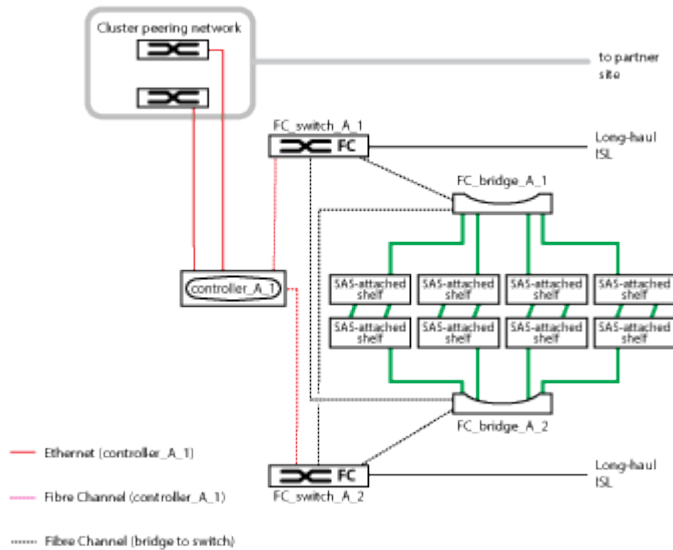 Cluster peering network
to partner
site
FC_switch_A_1
FC
Long-haul
ISL
FC_bridge_A_1
controller_A_1
SAS-attached
shelf
SAS-attached
shelf
SAS-attached
shelf
SAS-attached
shelf
SAS-attached
shelf
SAS-attached
shelf
SAS-attached
shelf
SAS-attached
shelf
FC_bridge_A_2
Ethernet (controller_A_1)
FC
Long-haul
ISL
FC_switch_A_2
Fibre Channel (controller_A_1)
Fibre Channel (bridge to switch)